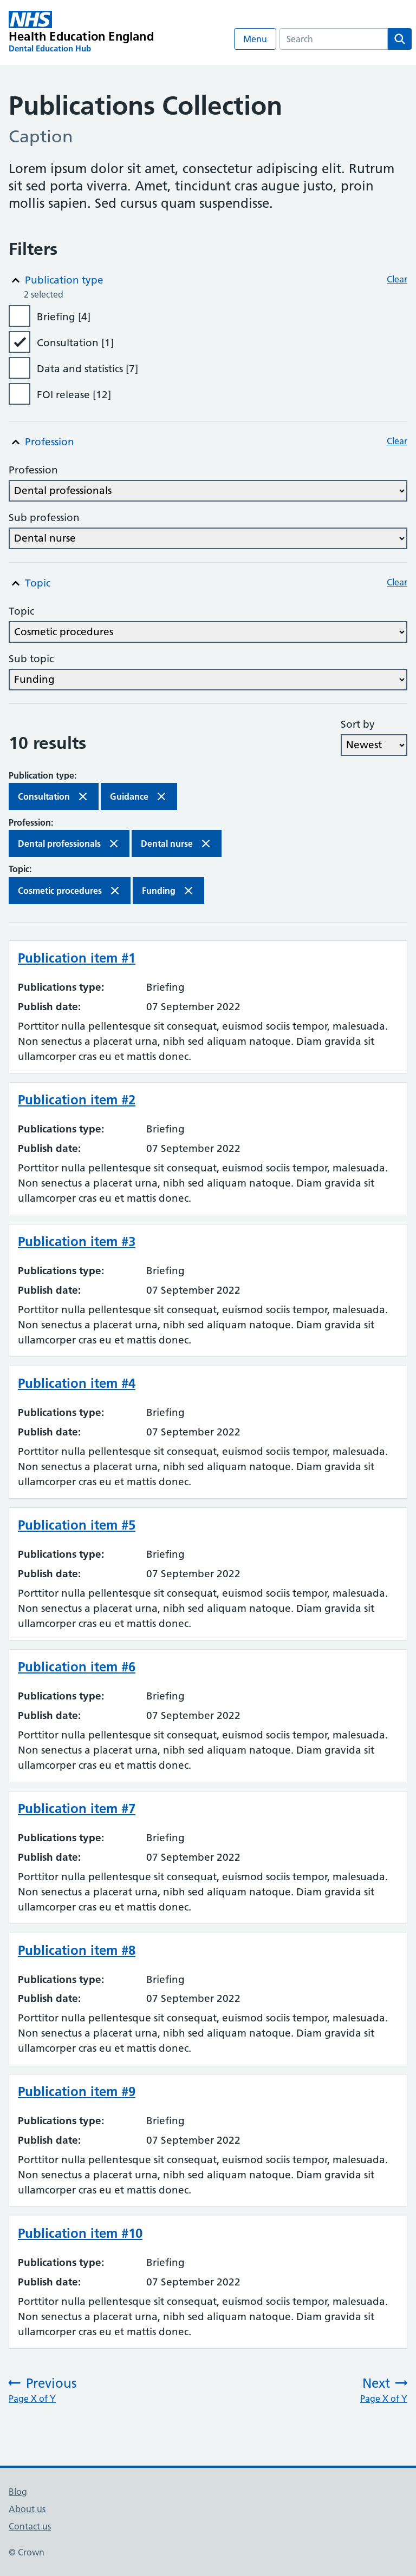 NHS
Health Education England
Dental Education Hub
Menu
Search
Publications Collection
Caption
Lorem ipsum dolor sit amet, consectetur adipiscing elit. Rutrum
sit sed porta viverra. Amet, tincidunt cras augue justo, proin
mollis sapien. Sed cursus quam suspendisse.
Filters
Publication type
Clear
2 selected
Briefing [4]
Consultation [1]
Data and statistics [7]
FOI release [12]
Profession
Clear
Profession
Dental professionals
Sub profession
Dental nurse
Topic
Clear
Topic
Cosmetic procedures
Sub topic
Funding
10 results
Sort by
Newest
Publication type:
Consultation
Guidance
Profession:
Dental professionals
Dental nurse
Topic:
Cosmetic procedures
Funding
Publication item #1
Publications type: Briefing
Publish date: 07 September 2022
Porttitor nulla pellentesque sit consequat, euismod sociis tempor, malesuada.
Non senectus a placerat urna, nibh sed aliquam natoque. Diam gravida sit
ullamcorper cras eu et mattis donec.
Publication item #2
Publications type: Briefing
Publish date: 07 September 2022
Porttitor nulla pellentesque sit consequat, euismod sociis tempor, malesuada.
Non senectus a placerat urna, nibh sed aliquam natoque. Diam gravida sit
ullamcorper cras eu et mattis donec.
Publication item #3
Publications type: Briefing
Publish date: 07 September 2022
Porttitor nulla pellentesque sit consequat, euismod sociis tempor, malesuada.
Non senectus a placerat urna, nibh sed aliquam natoque. Diam gravida sit
ullamcorper cras eu et mattis donec.
Publication item #4
Publications type: Briefing
Publish date: 07 September 2022
Porttitor nulla pellentesque sit consequat, euismod sociis tempor, malesuada.
Non senectus a placerat urna, nibh sed aliquam natoque. Diam gravida sit
ullamcorper cras eu et mattis donec.
Publication item #5
Publications type: Briefing
Publish date: 07 September 2022
Porttitor nulla pellentesque sit consequat, euismod sociis tempor, malesuada.
Non senectus a placerat urna, nibh sed aliquam natoque. Diam gravida sit
ullamcorper cras eu et mattis donec.
Publication item #6
Publications type: Briefing
Publish date: 07 September 2022
Porttitor nulla pellentesque sit consequat, euismod sociis tempor, malesuada.
Non senectus a placerat urna, nibh sed aliquam natoque. Diam gravida sit
ullamcorper cras eu et mattis donec.
Publication item #7
Publications type: Briefing
Publish date: 07 September 2022
Porttitor nulla pellentesque sit consequat, euismod sociis tempor, malesuada.
Non senectus a placerat urna, nibh sed aliquam natoque. Diam gravida sit
ullamcorper cras eu et mattis donec.
Publication item #8
Publications type: Briefing
Publish date: 07 September 2022
Porttitor nulla pellentesque sit consequat, euismod sociis tempor, malesuada.
Non senectus a placerat urna, nibh sed aliquam natoque. Diam gravida sit
ullamcorper cras eu et mattis donec.
Publication item #9
Publications type: Briefing
Publish date: 07 September 2022
Porttitor nulla pellentesque sit consequat, euismod sociis tempor, malesuada.
Non senectus a placerat urna, nibh sed aliquam natoque. Diam gravida sit
ullamcorper cras eu et mattis donec.
Publication item #10
Publications type: Briefing
Publish date: 07 September 2022
Porttitor nulla pellentesque sit consequat, euismod sociis tempor, malesuada.
Non senectus a placerat urna, nibh sed aliquam natoque. Diam gravida sit
ullamcorper cras eu et mattis donec.
Previous
Page X of Y
Next
Page X of Y
Blog
About us
Contact us
© Crown